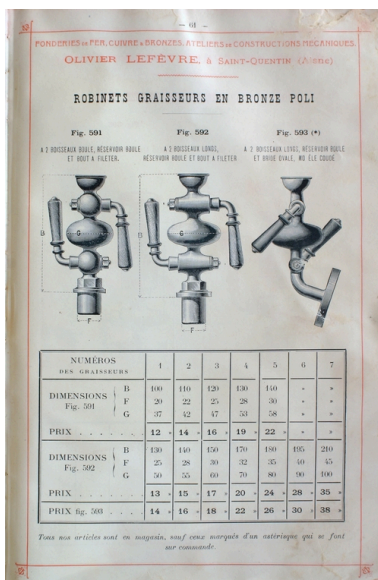 — 61 —
FONDERIES DE FER, CUIVRE & BRONZES. ATELIERS DE CONSTRUCTIONS MÉCANIQUES.
OLIVIER LEFÈVRE, à SAINT-QUENTIN (Aisne)
ROBINETS GRAISSEURS EN BRONZE POLI
Fig. 591
A 2 BOISSEAUX BOULE, RÉSERVOIR BOULE
ET BOUT A FILETER.
Fig. 592
A 2 BOISSEAUX LONGS,
RÉSERVOIR BOULE ET BOUT A FILETER
Fig. 593 (*)
A 2 BOISSEAUX LONGS, RÉSERVOIR BOULE
ET BRIDE OVALE, MODÈLE COUDÉ
B G F
B G F
NUMÉROS DES GRAISSEURS 1 2 3 4 5 6 7
DIMENSIONS Fig. 591
B 100 110 120 130 140 » »
F 20 22 25 28 30 » »
G 37 42 47 53 58 » »
PRIX . . . . . . 12 » 14 » 16 » 19 » 22 » » »
DIMENSIONS Fig. 592
B 130 140 150 170 180 195 210
F 25 28 30 32 35 40 45
G 50 55 60 70 80 90 100
PRIX . . . . . . 13 » 15 » 17 » 20 » 24 » 28 » 35 »
PRIX fig. 593 . . . . 14 » 16 » 18 » 22 » 26 » 30 » 38 »
Tous nos articles sont en magasin, sauf ceux marqués d'un astérisque qui se font
sur commande.